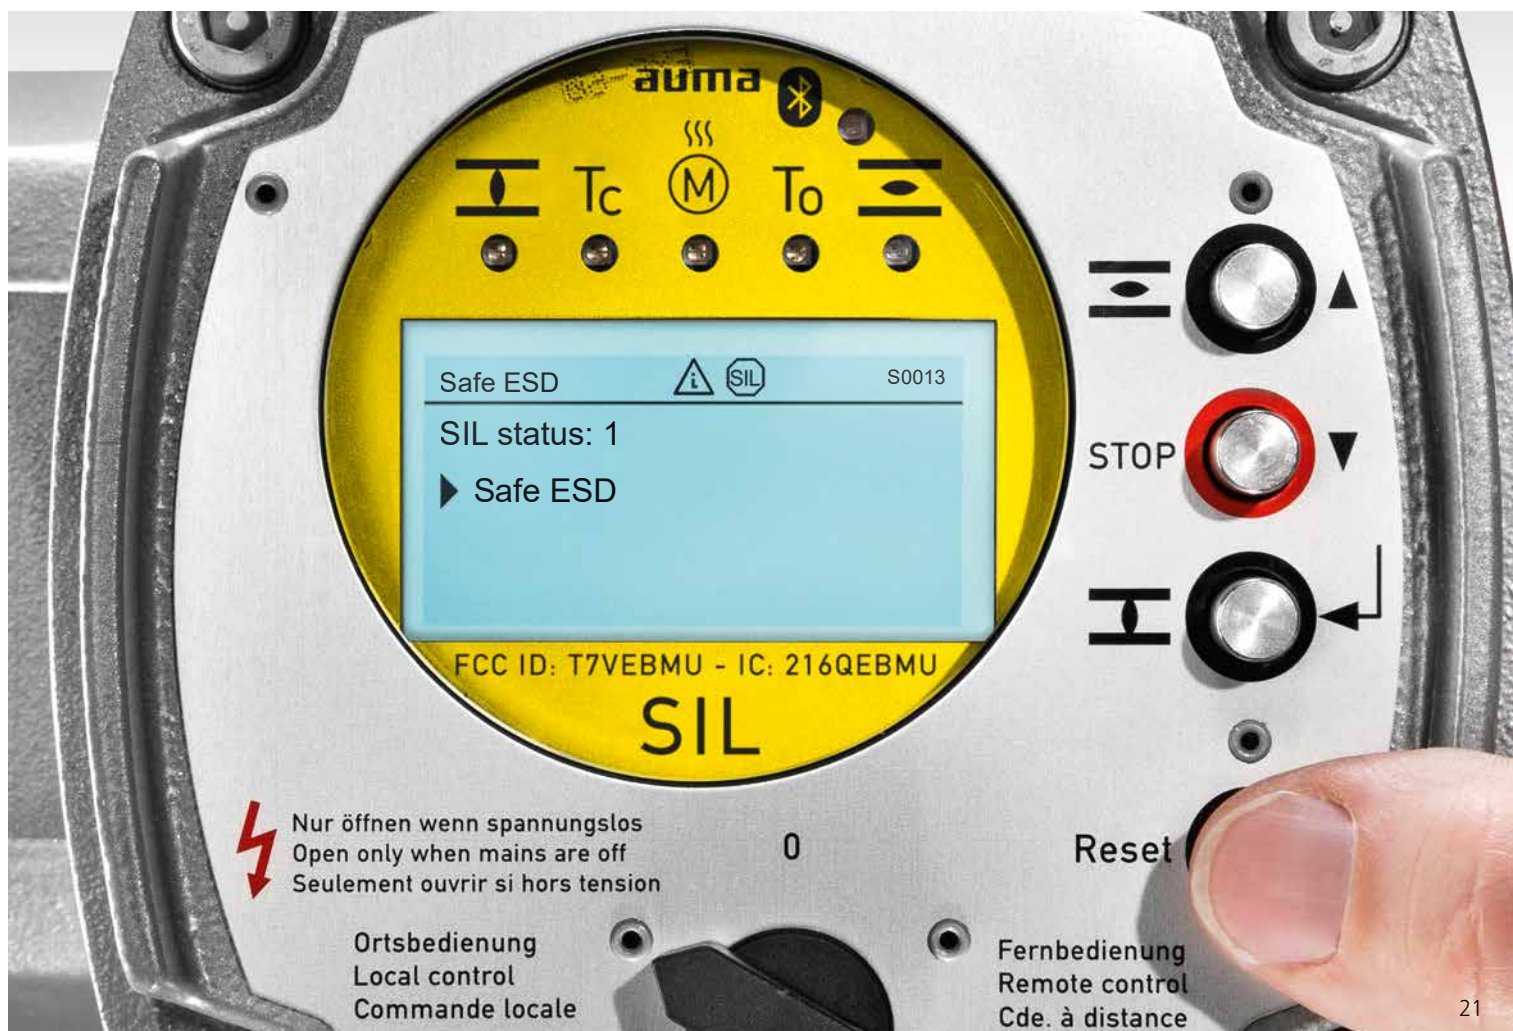 auma
Tc
M
To
Safe ESD
i
SIL
S0013
SIL status: 1
Safe ESD
STOP
FCC ID: T7VEBMU - IC: 216QEBMU
SIL
Nur öffnen wenn spannungslos
Open only when mains are off
Seulement ouvrir si hors tension
0
Reset
Ortsbedienung
Local control
Commande locale
Fernbedienung
Remote control
Cde. à distance
21